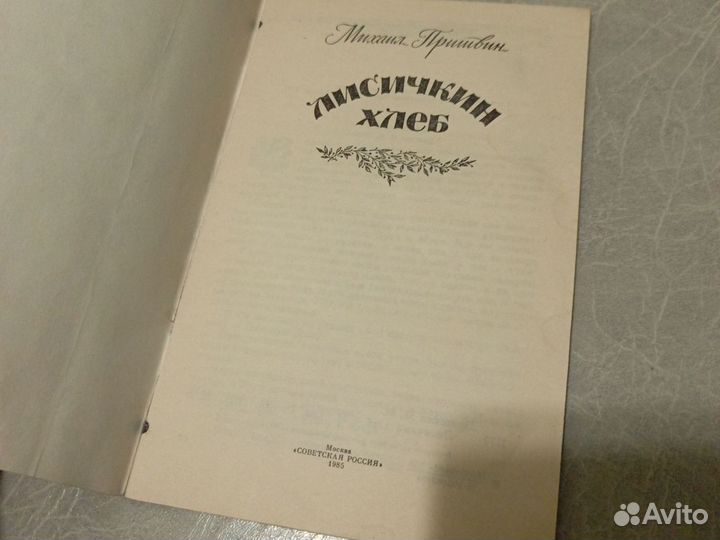 Михаил Пришвин
ЛИСИЧКИН
ХЛЕБ
Москва
«СОВЕТСКАЯ РОССИЯ»
1985
Avito